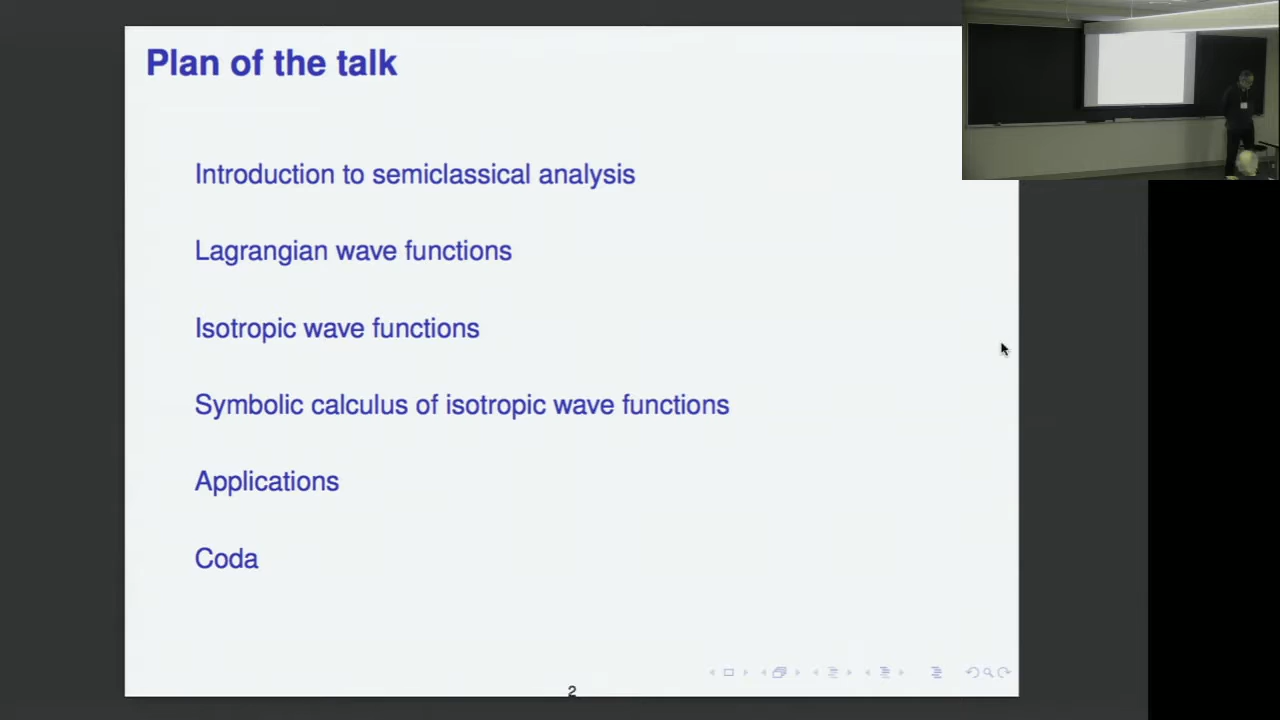 Plan of the talk
Introduction to semiclassical analysis
Lagrangian wave functions
Isotropic wave functions
Symbolic calculus of isotropic wave functions
Applications
Coda
2